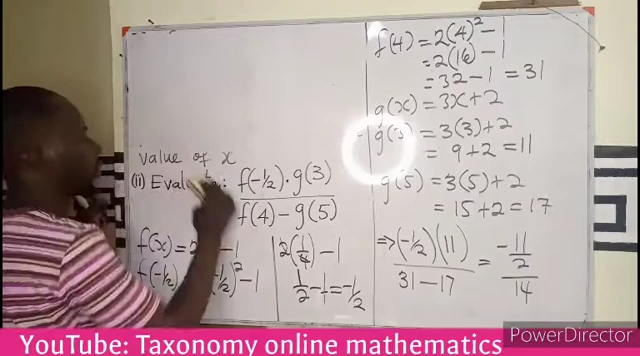 value of x
(ii) Evalua : f(-1/2)·g(3)
f(4) - g(5)
f(x) = 2 - 1
f(-1/2) (-1/2)² - 1
2(1/4) - 1
1/2 - 1/1 = -1/2
f(4) = 2(4)² - 1
= 2(16) - 1
= 32 - 1 = 31
g(x) = 3x + 2
g(3) = 3(3) + 2
= 9 + 2 = 11
g(5) = 3(5) + 2
= 15 + 2 = 17
⇒ (-1/2)(11) = -11/2
31 - 17 14
YouTube: Taxonomy online mathematics
PowerDirector